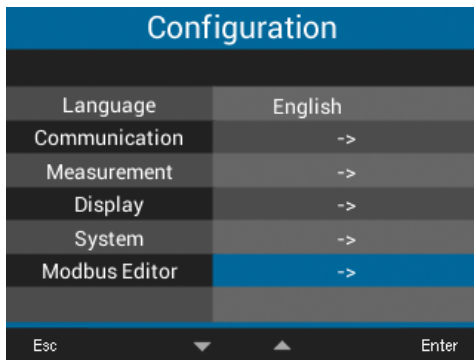 Configuration
Language English
Communication ->
Measurement ->
Display ->
System ->
Modbus Editor ->
Esc Enter